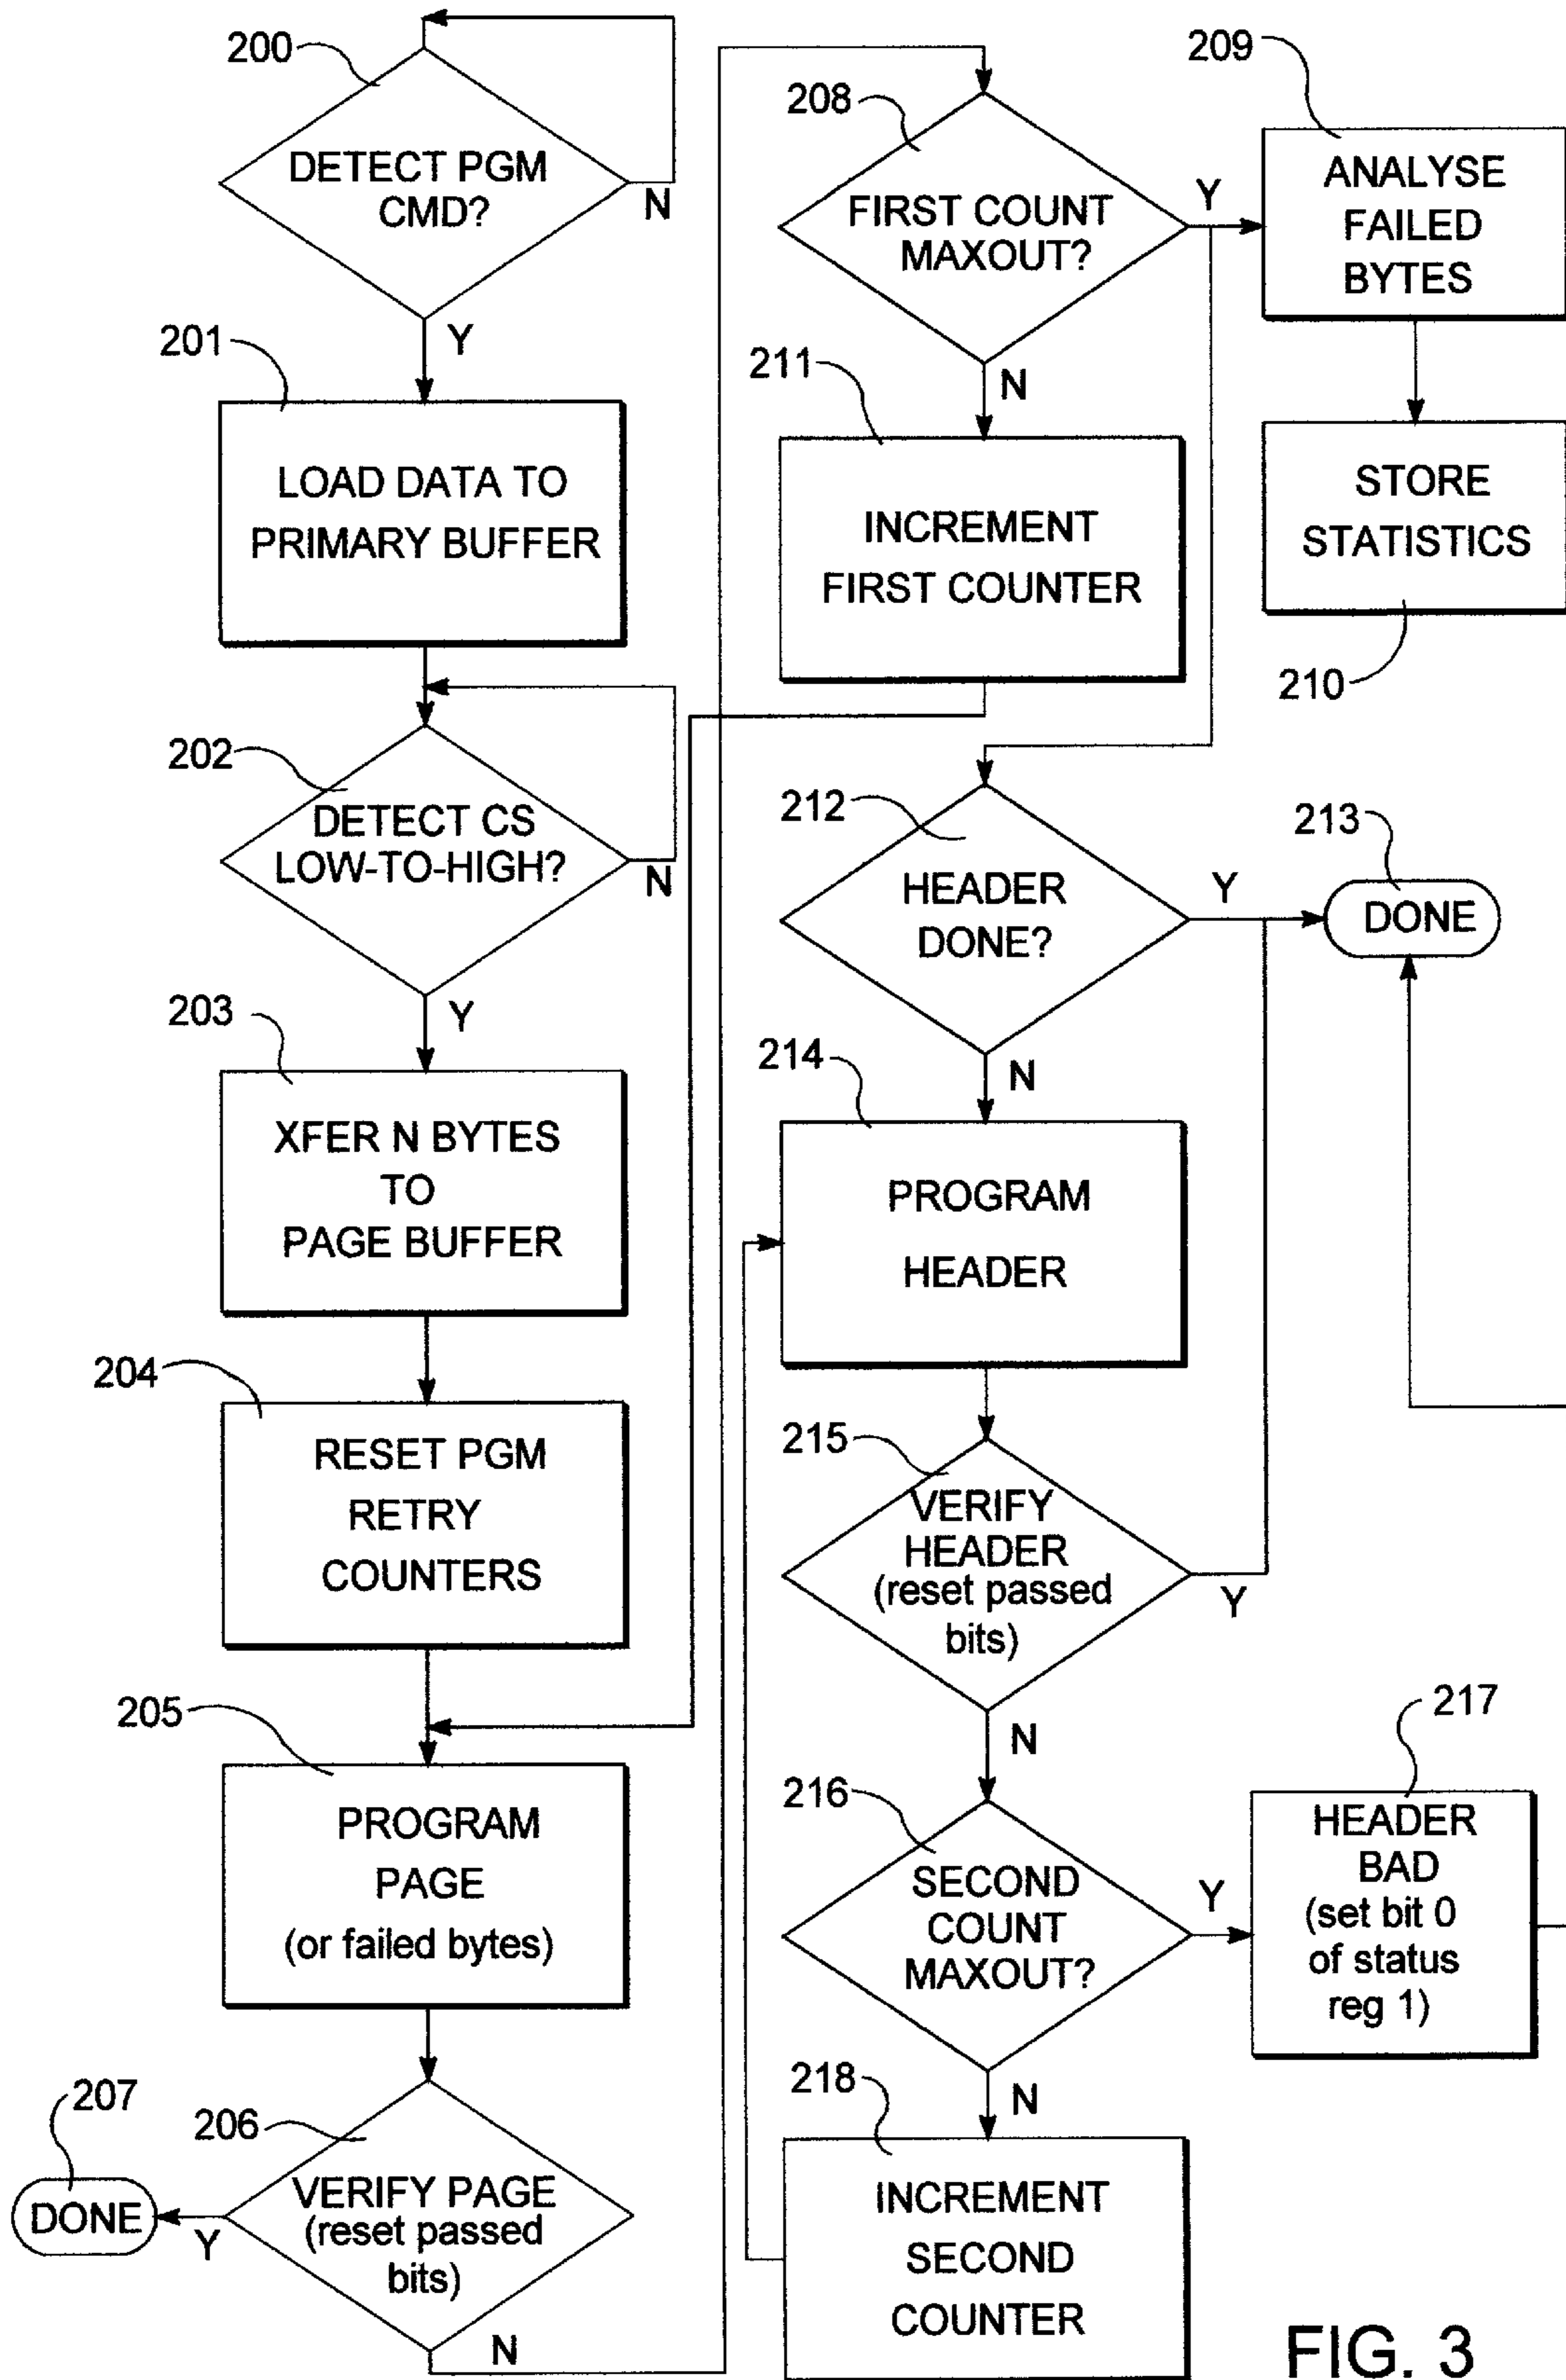 200
DETECT PGM
CMD?
N
Y
201
LOAD DATA TO
PRIMARY BUFFER
202
DETECT CS
LOW-TO-HIGH?
N
Y
203
XFER N BYTES
TO
PAGE BUFFER
204
RESET PGM
RETRY
COUNTERS
205
PROGRAM
PAGE
(or failed bytes)
206
VERIFY PAGE
(reset passed
bits)
Y
N
207
DONE
208
FIRST COUNT
MAXOUT?
Y
N
209
ANALYSE
FAILED
BYTES
STORE
STATISTICS
210
211
INCREMENT
FIRST COUNTER
212
HEADER
DONE?
Y
N
213
DONE
214
PROGRAM
HEADER
215
VERIFY
HEADER
(reset passed
bits)
Y
N
216
SECOND
COUNT
MAXOUT?
Y
N
217
HEADER
BAD
(set bit 0
of status
reg 1)
218
INCREMENT
SECOND
COUNTER
FIG. 3